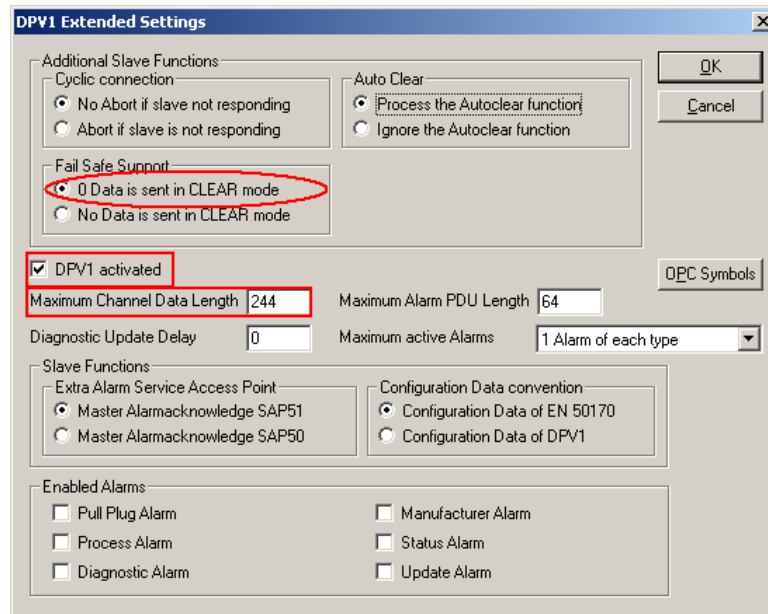 DPV1 Extended Settings
Additional Slave Functions
Cyclic connection
No Abort if slave not responding
Abort if slave is not responding
Auto Clear
Process the Autoclear function
Ignore the Autoclear function
OK
Cancel
Fail Safe Support
0 Data is sent in CLEAR mode
No Data is sent in CLEAR mode
DPV1 activated
OPC Symbols
Maximum Channel Data Length 244
Maximum Alarm PDU Length 64
Diagnostic Update Delay 0
Maximum active Alarms 1 Alarm of each type
Slave Functions
Extra Alarm Service Access Point
Master Alarmacknowledge SAP51
Master Alarmacknowledge SAP50
Configuration Data convention
Configuration Data of EN 50170
Configuration Data of DPV1
Enabled Alarms
Pull Plug Alarm
Manufacturer Alarm
Process Alarm
Status Alarm
Diagnostic Alarm
Update Alarm